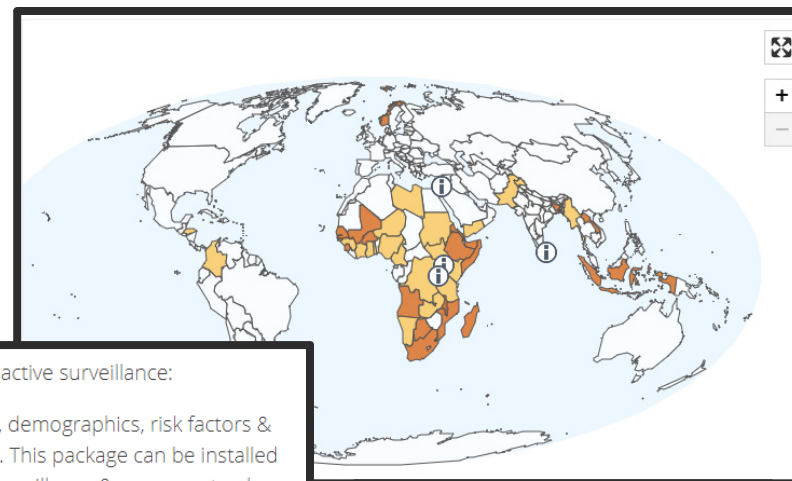 +
−
i
i
i
i
active surveillance:
, demographics, risk factors &
. This package can be installed